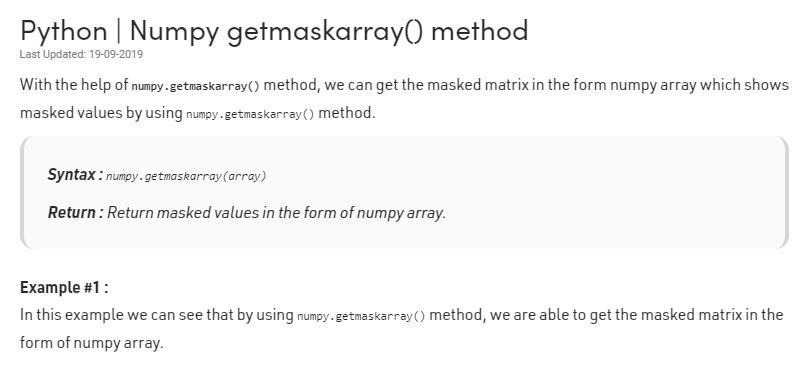 Python | Numpy getmaskarray() method
Last Updated: 19-09-2019
With the help of numpy.getmaskarray() method, we can get the masked matrix in the form numpy array which shows
masked values by using numpy.getmaskarray() method.
Syntax : numpy.getmaskarray(array)
Return : Return masked values in the form of numpy array.
Example #1 :
In this example we can see that by using numpy.getmaskarray() method, we are able to get the masked matrix in the
form of numpy array.